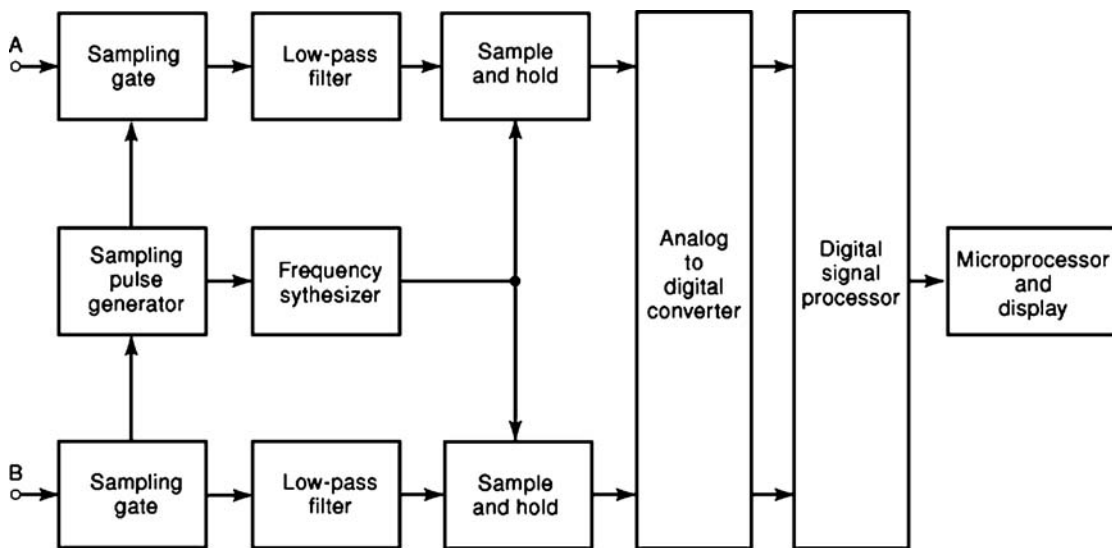 A
Sampling
gate
Low-pass
filter
Sample
and hold
Sampling
pulse
generator
Frequency
sythesizer
Analog
to
digital
converter
Digital
signal
processor
Microprocessor
and
display
B
Sampling
gate
Low-pass
filter
Sample
and hold